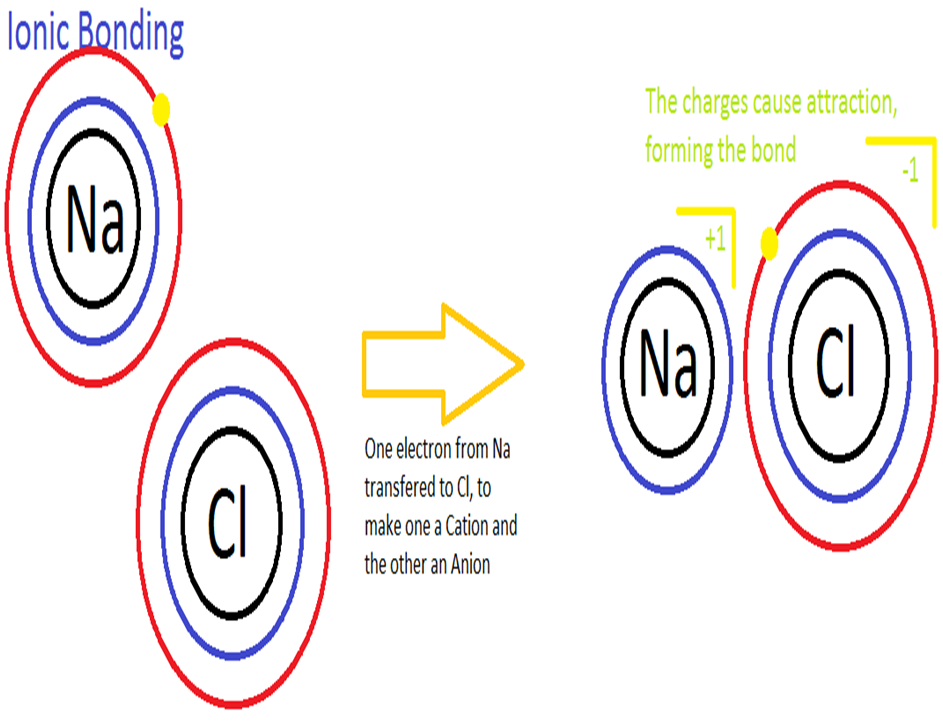 Ionic Bonding
Na
Cl
One electron from Na
transfered to Cl, to
make one a Cation and
the other an Anion
The charges cause attraction,
forming the bond
+1
-1
Na
Cl